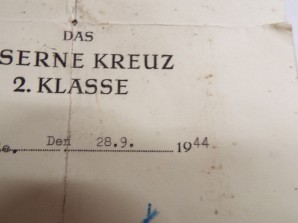 DAS
SERNE KREUZ
2. KLASSE
e. Den 28.9. 1944